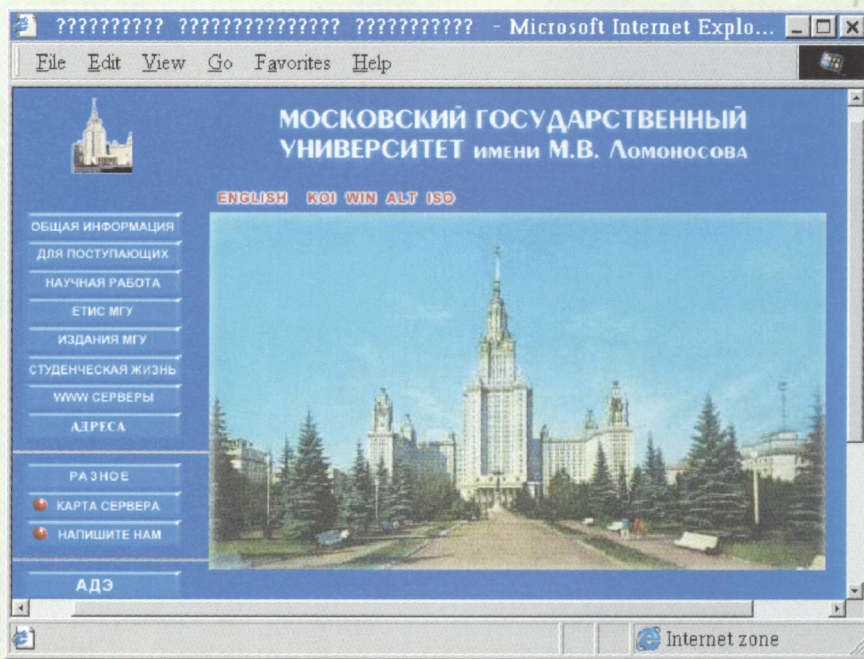 ?????????? ??????????????? ??????????? - Microsoft Internet Explo...
File Edit View Go Favorites Help
МОСКОВСКИЙ ГОСУДАРСТВЕННЫЙ
УНИВЕРСИТЕТ ИМЕНИ М.В. ЛОМОНОСОВА
ENGLISH KOI WIN ALT ISO
ОБЩАЯ ИНФОРМАЦИЯ
ДЛЯ ПОСТУПАЮЩИХ
НАУЧНАЯ РАБОТА
ЕТИС МГУ
ИЗДАНИЯ МГУ
СТУДЕНЧЕСКАЯ ЖИЗНЬ
WWW СЕРВЕРЫ
АДРЕСА
РАЗНОЕ
КАРТА СЕРВЕРА
НАПИШИТЕ НАМ
АДЭ
Internet zone